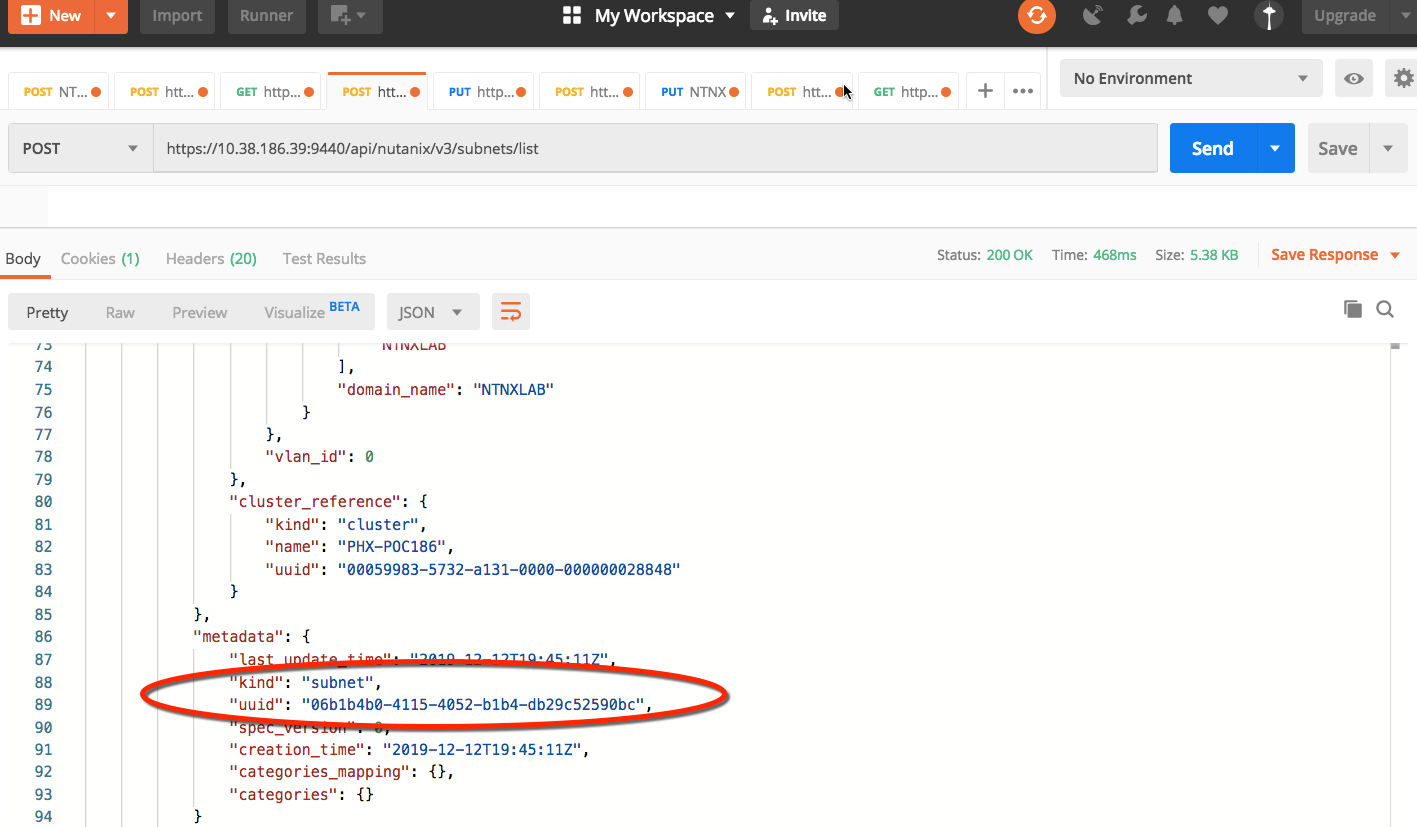 New Import Runner My Workspace Invite Upgrade
POST NT... POST htt... GET http... POST htt... PUT http... POST htt... PUT NTNX POST htt... GET http... No Environment
POST https://10.38.186.39:9440/api/nutanix/v3/subnets/list Send Save
Body Cookies (1) Headers (20) Test Results Status: 200 OK Time: 468ms Size: 5.38 KB Save Response
Pretty Raw Preview Visualize BETA JSON
73 NTNXLAB
74 ],
75 "domain_name": "NTNXLAB"
76 }
77 },
78 "vlan_id": 0
79 },
80 "cluster_reference": {
81 "kind": "cluster",
82 "name": "PHX-POC186",
83 "uuid": "00059983-5732-a131-0000-000000028848"
84 }
85 },
86 "metadata": {
87 "last_update_time": "2019-12-12T19:45:11Z",
88 "kind": "subnet",
89 "uuid": "06b1b4b0-4115-4052-b1b4-db29c52590bc",
90 "spec_version": 0,
91 "creation_time": "2019-12-12T19:45:11Z",
92 "categories_mapping": {},
93 "categories": {}
94 }